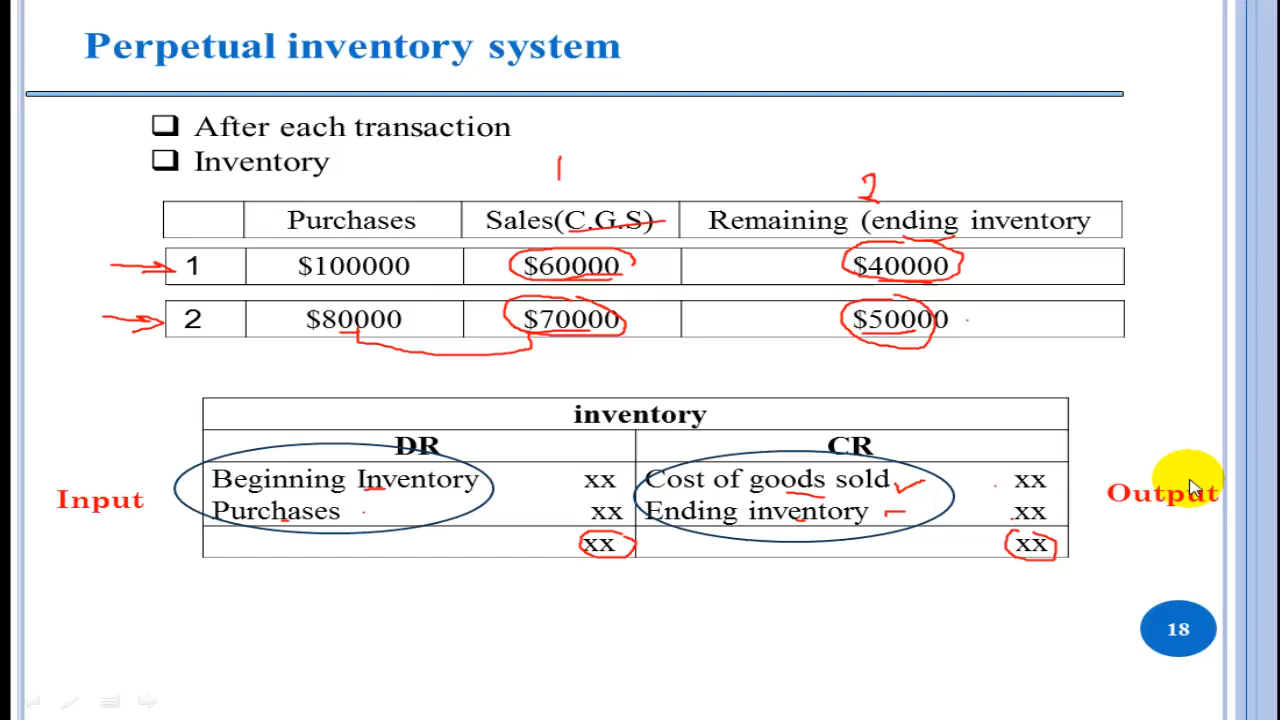 Perpetual inventory system
After each transaction
Inventory
1
2
Purchases Sales(C.G.S) Remaining (ending inventory
1 $100000 $60000 $40000
2 $80000 $70000 $50000
inventory
DR CR
Beginning Inventory xx Cost of goods sold xx
Input Output
Purchases xx Ending inventory xx
xx xx
18